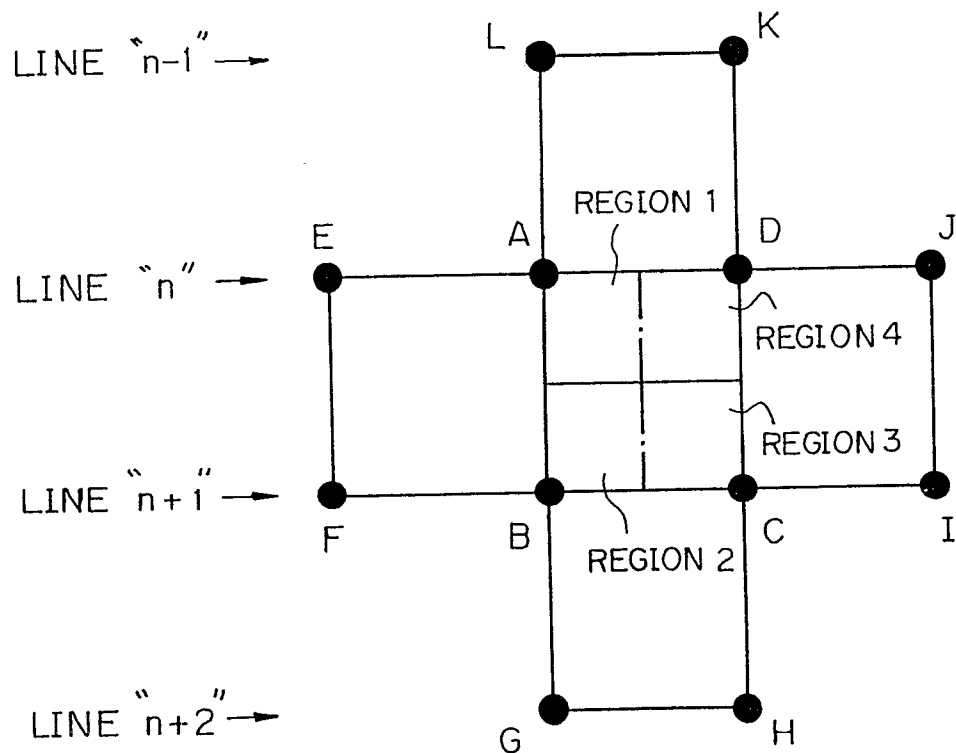 LINE “n-1”
L
K
REGION 1
E
A
D
J
LINE “n”
REGION 4
REGION 3
LINE “n+1”
F
B
REGION 2
C
I
LINE “n+2”
G
H